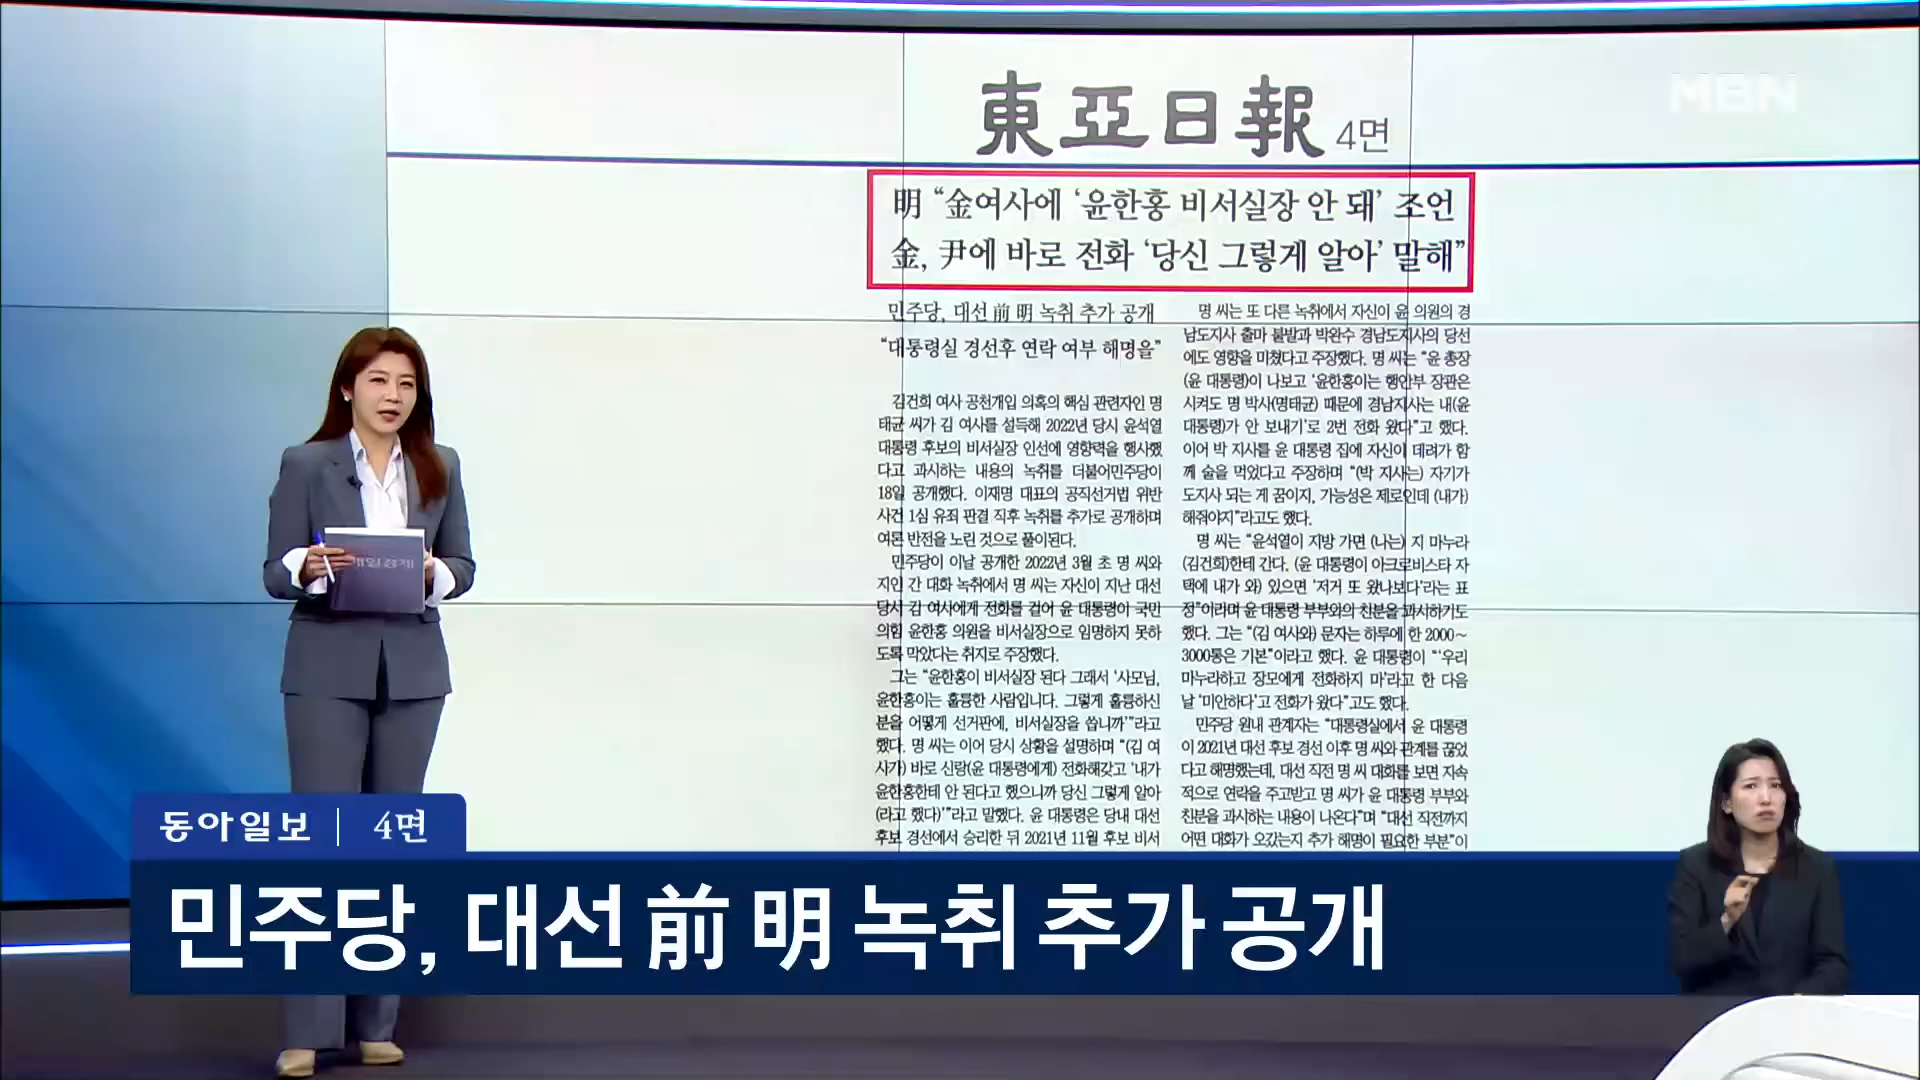 MBN
東亞日報 4면
明 “金여사에 ‘윤한홍 비서실장 안 돼’ 조언
金, 尹에 바로 전화 ‘당신 그렇게 알아’ 말해”
민주당, 대선 前 明 녹취 추가 공개
“대통령실 경선후 연락 여부 해명을”
김건희 여사 공천개입 의혹의 핵심 관련자인 명
태균 씨가 김 여사를 설득해 2022년 당시 윤석열
대통령 후보의 비서실장 인선에 영향력을 행사했
다고 과시하는 내용의 녹취를 더불어민주당이
18일 공개했다. 이재명 대표의 공직선거법 위반
사건 1심 유죄 판결 직후 녹취를 추가로 공개하며
여론 반전을 노린 것으로 풀이된다.
민주당이 이날 공개한 2022년 3월 초 명 씨와
지인 간 대화 녹취에서 명 씨는 자신이 지난 대선
당시 김 여사에게 전화를 걸어 윤 대통령이 국민
의힘 윤한홍 의원을 비서실장으로 임명하지 못하
도록 막았다는 취지로 주장했다.
그는 “윤한홍이 비서실장 된다 그래서 ‘사모님,
윤한홍이는 훌륭한 사람입니다. 그렇게 훌륭하신
분을 어떻게 선거판에, 비서실장을 씁니까’”라고
했다. 명 씨는 이어 당시 상황을 설명하며 “(김 여
사가) 바로 신랑(윤 대통령에게) 전화해갖고 ‘내가
윤한홍한테 안 된다고 했으니까 당신 그렇게 알아
(라고 했다)’”라고 말했다. 윤 대통령은 당내 대선
후보 경선에서 승리한 뒤 2021년 11월 후보 비서
명 씨는 또 다른 녹취에서 자신이 윤 의원의 경
남도지사 출마 불발과 박완수 경남도지사의 당선
에도 영향을 미쳤다고 주장했다. 명 씨는 “윤 총장
(윤 대통령)이 나보고 ‘윤한홍이는 행안부 장관은
시켜도 명 박사(명태균) 때문에 경남지사는 내(윤
대통령)가 안 보내기’로 2번 전화 왔다”고 했다.
이어 박 지사를 윤 대통령 집에 자신이 데려가 함
께 술을 먹었다고 주장하며 “(박 지사는) 자기가
도지사 되는 게 꿈이지, 가능성은 제로인데 (내가)
해줘야지”라고도 했다.
명 씨는 “윤석열이 지방 가면 (나는) 지 마누라
(김건희)한테 간다. (윤 대통령이 아크로비스타 자
택에 내가 와) 있으면 ‘저거 또 왔나보다’라는 표
정”이라며 윤 대통령 부부와의 친분을 과시하기도
했다. 그는 “(김 여사와) 문자는 하루에 한 2000∼
3000통은 기본”이라고 했다. 윤 대통령이 “‘우리
마누라하고 장모에게 전화하지 마’라고 한 다음
날 ‘미안하다’고 전화가 왔다”고도 했다.
민주당 원내 관계자는 “대통령실에서 윤 대통령
이 2021년 대선 후보 경선 이후 명 씨와 관계를 끊었
다고 해명했는데, 대선 직전 명 씨 대화를 보면 지속
적으로 연락을 주고받고 명 씨가 윤 대통령 부부와
친분을 과시하는 내용이 나온다”며 “대선 직전까지
어떤 대화가 오갔는지 추가 해명이 필요한 부분”이
매일경제
동아일보 | 4면
민주당, 대선 前 明 녹취 추가 공개